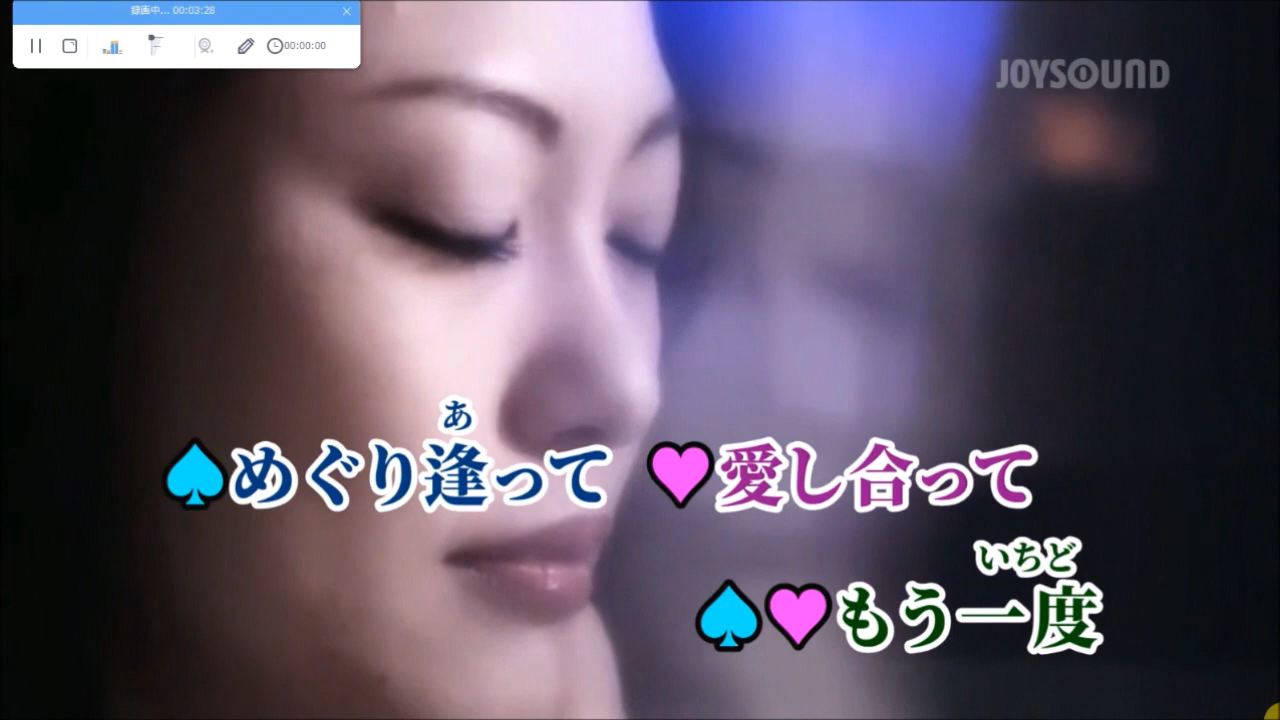 録画中... 00:03:28
00:00:00
JOYSOUND
あ
♠めぐり逢って ♥愛し合って
いちど
♠♥もう一度